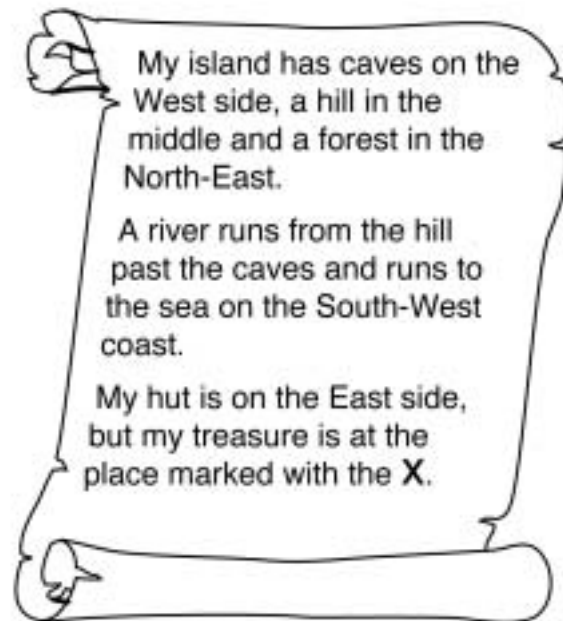 My island has caves on the
West side, a hill in the
middle and a forest in the
North-East.
A river runs from the hill
past the caves and runs to
the sea on the South-West
coast.
My hut is on the East side,
but my treasure is at the
place marked with the X.